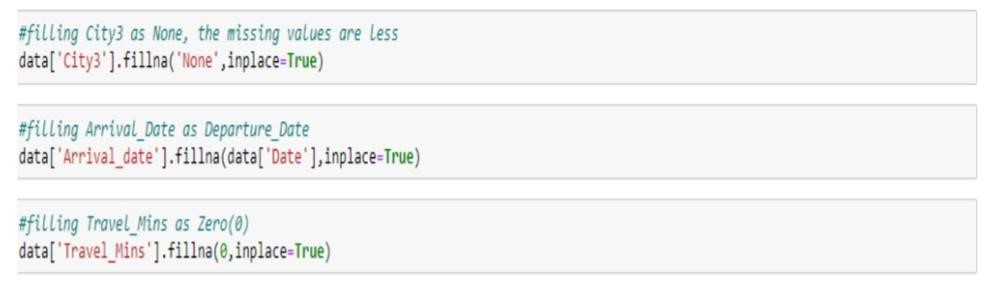 #filling City3 as None, the missing values are less
data['City3'].fillna('None',inplace=True)
#filling Arrival_Date as Departure_Date
data['Arrival_date'].fillna(data['Date'],inplace=True)
#filling Travel_Mins as Zero(0)
data['Travel_Mins'].fillna(0,inplace=True)